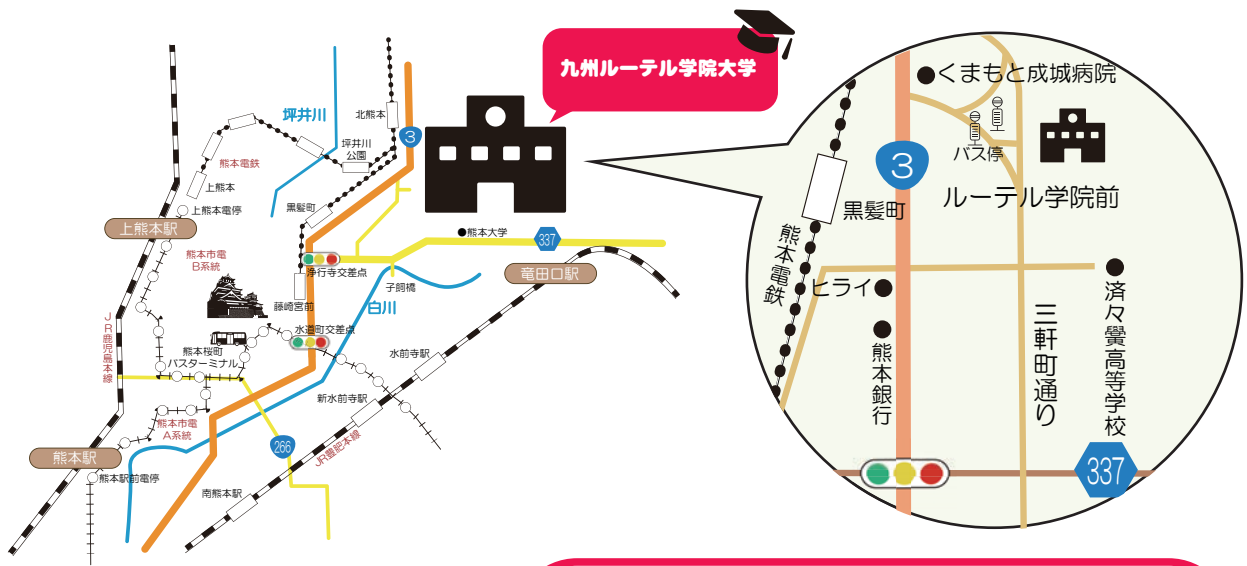 九州ルーテル学院大学
北熊本
3
坪井川
坪井川
公園
熊本電鉄
上熊本
上熊本電停
上熊本駅
黒髪町
熊本大学
337
熊本市電
B系統
浄行寺交差点
子飼橋
竜田口駅
藤崎宮前
白川
水道町交差点
JR鹿児島本線
熊本桜町
バスターミナル
水前寺駅
新水前寺駅
熊本市電
A系統
266
JR豊肥本線
熊本駅
熊本駅前電停
南熊本駅
くまもと成城病院
バス停
3
ルーテル学院前
黒髪町
熊本電鉄
ヒライ
済々黌高等学校
三軒町通り
熊本銀行
337